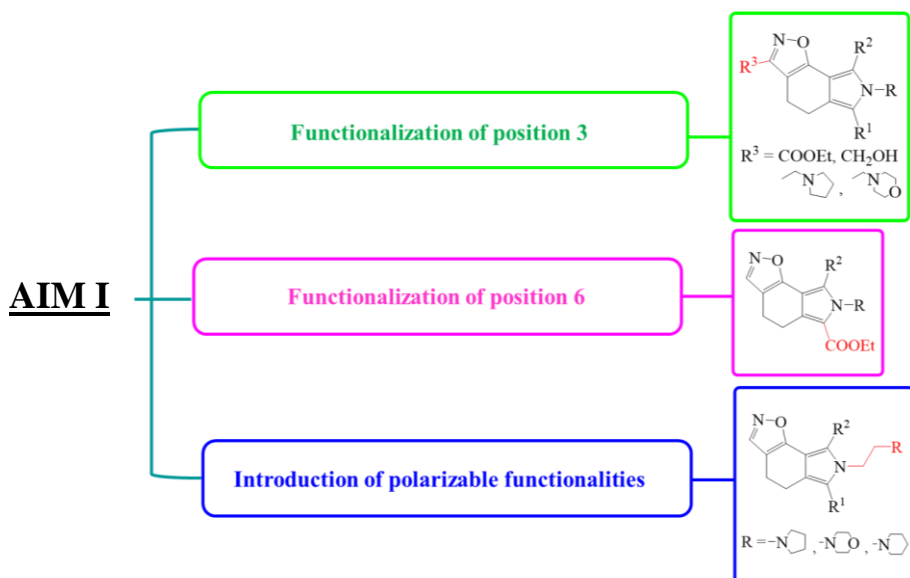 AIM I
Functionalization of position 3
N O R²
R³ N R
R¹
R³ = COOEt, CH₂OH
N , N O
Functionalization of position 6
N O R²
N R
COOEt
Introduction of polarizable functionalities
N O R²
N R
R¹
R = -N , -N O , -N